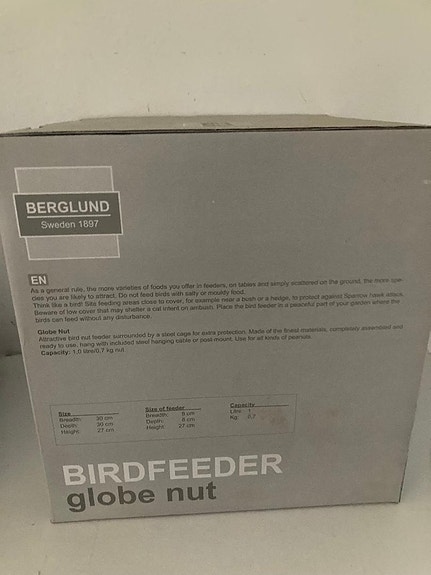 BERGLUND
Sweden 1897
EN
As a general rule, the more varieties of foods you offer in feeders, on tables and simply scattered on the ground, the more spe-
cies you are likely to attract. Do not feed birds with salty or mouldy food.
Think like a bird! Site feeding areas close to cover, for example near a bush or a hedge, to protect against Sparrow hawk attack.
Beware of low cover that may shelter a cat intent on ambush. Place the bird feeder in a peaceful part of your garden where the
birds can feed without any disturbance.
Globe Nut
Attractive bird nut feeder surrounded by a steel cage for extra protection. Made of the finest materials, completely assembled and
ready to use, hang with included steel hanging cable or post mount. Use for all kinds of peanuts.
Capacity: 1.0 litre/0.7 kg nut
Size Size of feeder Capacity
Breadth: 30 cm Breadth: 8 cm Litre: 1
Depth: 30 cm Depth: 8 cm Kg: 0.7
Height: 27 cm Height: 27 cm
BIRDFEEDER
globe nut